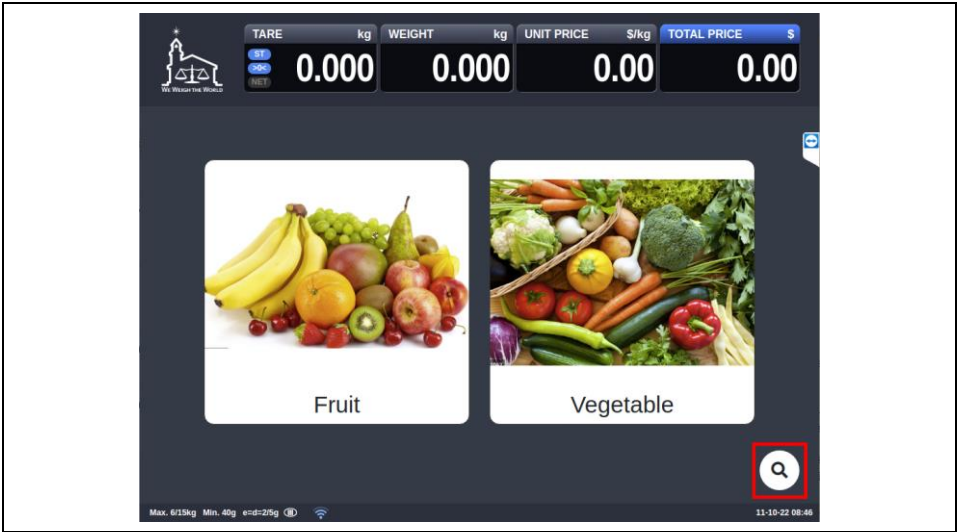 TARE kg WEIGHT kg UNIT PRICE $/kg TOTAL PRICE $
ST
>0<
NET
0.000 0.000 0.00 0.00
WE WEIGH THE WORLD
Fruit Vegetable
Max. 6/15kg Min. 40g e=d=2/5g 11-10-22 08:46